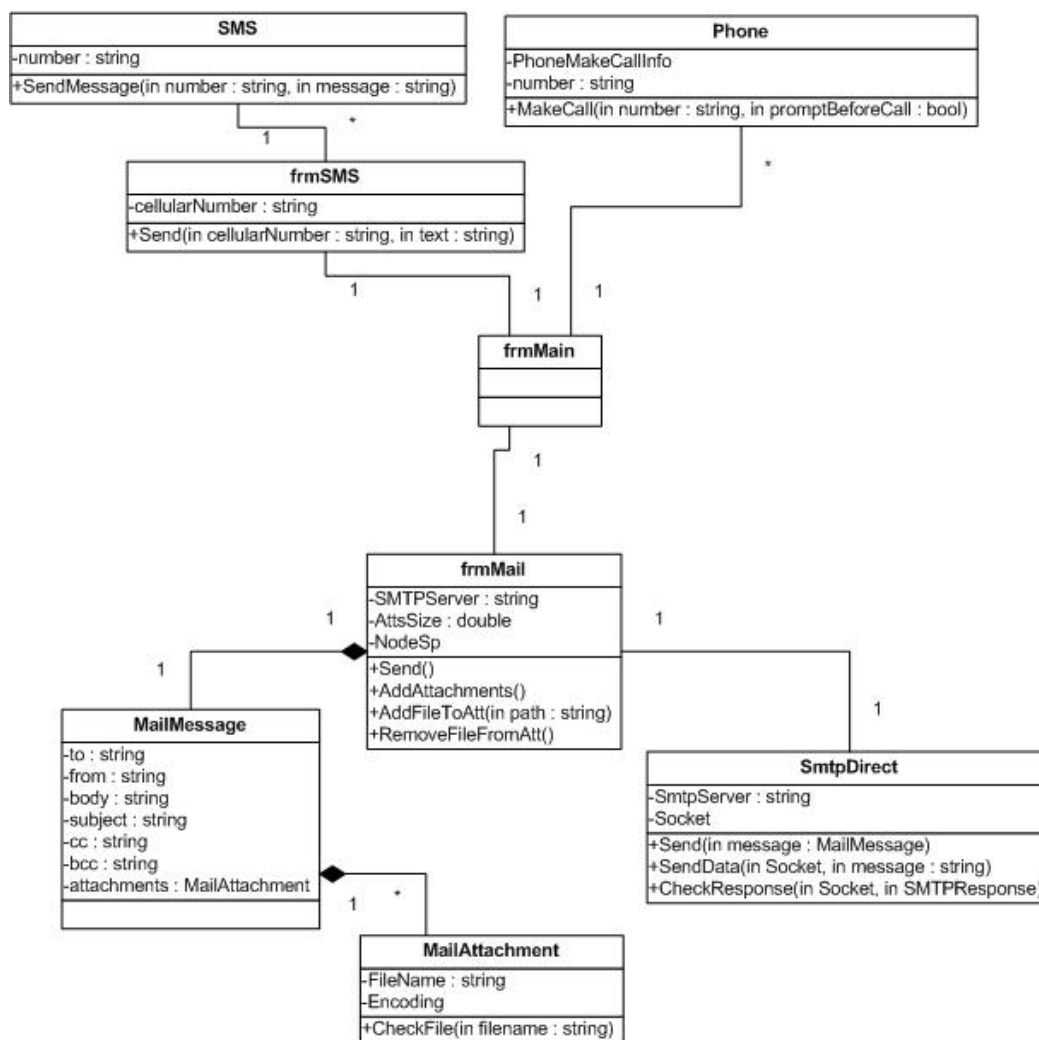 SMS
-number : string
+SendMessage(in number : string, in message : string)
Phone
-PhoneMakeCallInfo
-number : string
+MakeCall(in number : string, in promptBeforeCall : bool)
1
*
*
frmSMS
-cellularNumber : string
+Send(in cellularNumber : string, in text : string)
1
1
1
frmMain
1
1
frmMail
-SMTPServer : string
-AttsSize : double
-NodeSp
+Send()
+AddAttachments()
+AddFileToAtt(in path : string)
+RemoveFileFromAtt()
1
1
1
1
MailMessage
-to : string
-from : string
-body : string
-subject : string
-cc : string
-bcc : string
-attachments : MailAttachment
SmtpDirect
-SmtpServer : string
-Socket
+Send(in message : MailMessage)
+SendData(in Socket, in message : string)
+CheckResponse(in Socket, in SMTPResponse)
1
*
MailAttachment
-FileName : string
-Encoding
+CheckFile(in filename : string)